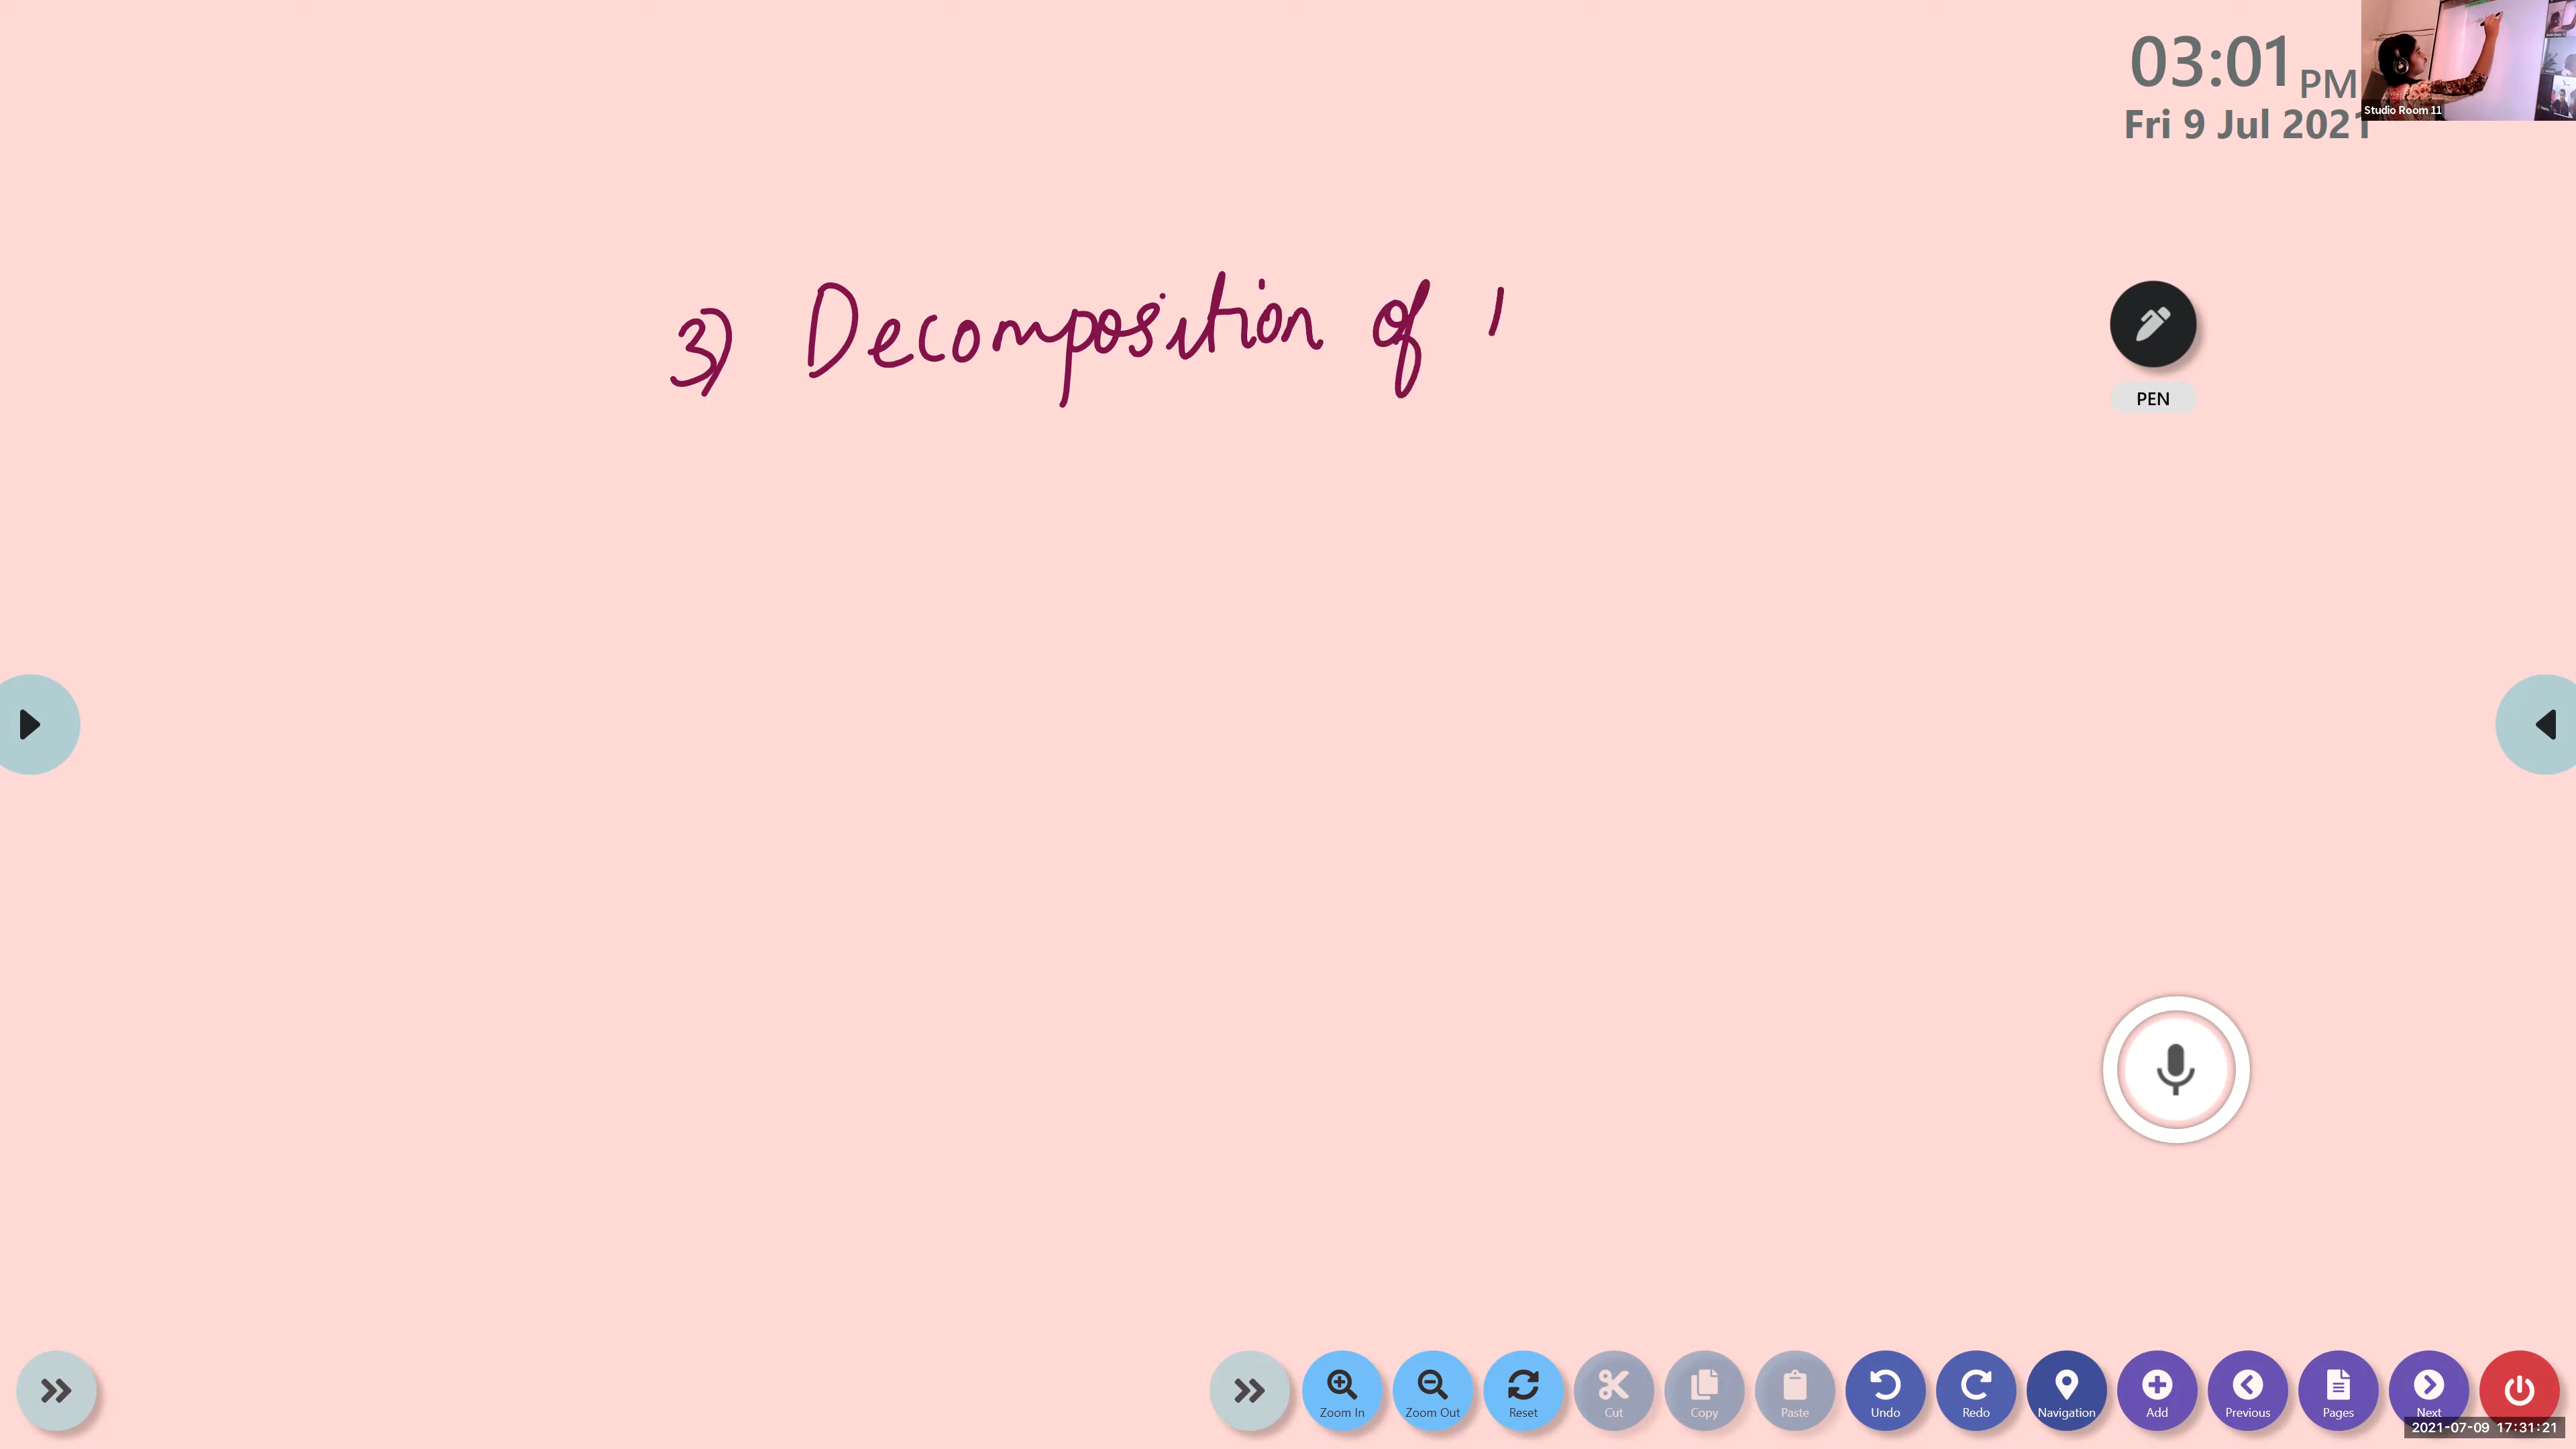 03:01 PM
Fri 9 Jul 2021
Studio Room 11
3) Decomposition of
PEN
Zoom In
Zoom Out
Reset
Cut
Copy
Paste
Undo
Redo
Navigation
Add
Previous
Pages
Next
2021-07-09 17:31:21